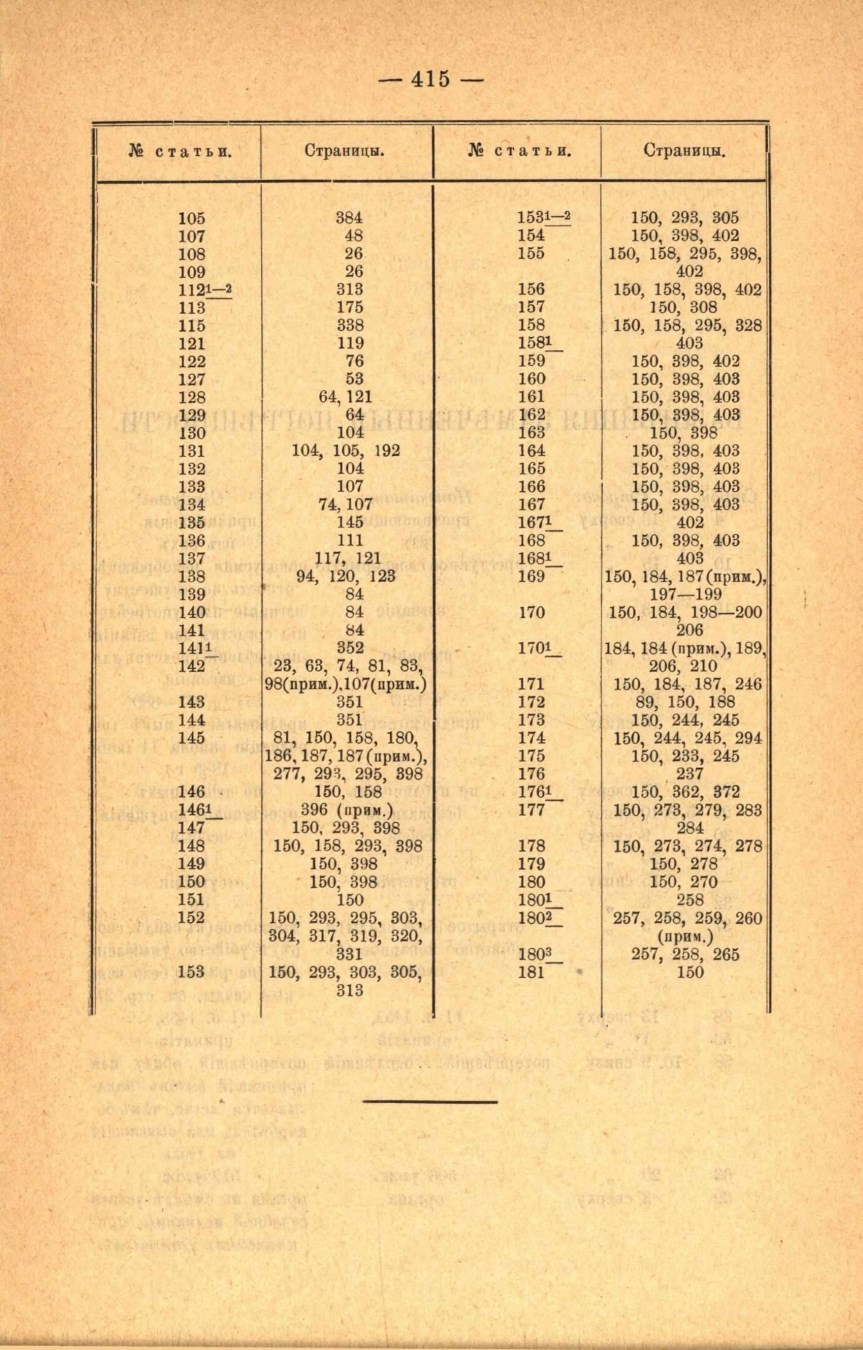 — 415 —
№ статьи. Страницы. № статьи. Страницы.
105 384
107 48
108 26
109 26
112¹—² 313
113 175
115 338
121 119
122 76
127 53
128 64, 121
129 64
130 104
131 104, 105, 192
132 104
133 107
134 74, 107
135 145
136 111
137 117, 121
138 94, 120, 123
139 84
140 84
141 84
141¹ 352
142 23, 63, 74, 81, 83,
98(прим.),107(прим.)
143 351
144 351
145 81, 150, 158, 180,
186, 187, 187(прим.),
277, 293, 295, 398
146 150, 158
146¹ 396 (прим.)
147 150, 293, 398
148 150, 158, 293, 398
149 150, 398
150 150, 398
151 150
152 150, 293, 295, 303,
304, 317, 319, 320,
331
153 150, 293, 303, 305,
313
153¹—² 150, 293, 305
154 150, 398, 402
155 150, 158, 295, 398,
402
156 150, 158, 398, 402
157 150, 308
158 150, 158, 295, 328
158¹ 403
159 150, 398, 402
160 150, 398, 403
161 150, 398, 403
162 150, 398, 403
163 150, 398
164 150, 398, 403
165 150, 398, 403
166 150, 398, 403
167 150, 398, 403
167¹ 402
168 150, 398, 403
168¹ 403
169 150, 184, 187(прим.),
197—199
170 150, 184, 198—200
206
170¹ 184, 184 (прим.), 189,
206, 210
171 150, 184, 187, 246
172 89, 150, 188
173 150, 244, 245
174 150, 244, 245, 294
175 150, 233, 245
176 237
176¹ 150, 362, 372
177 150, 273, 279, 283
284
178 150, 273, 274, 278
179 150, 278
180 150, 270
180¹ 258
180² 257, 258, 259, 260
(прим.)
180³ 257, 258, 265
181 150